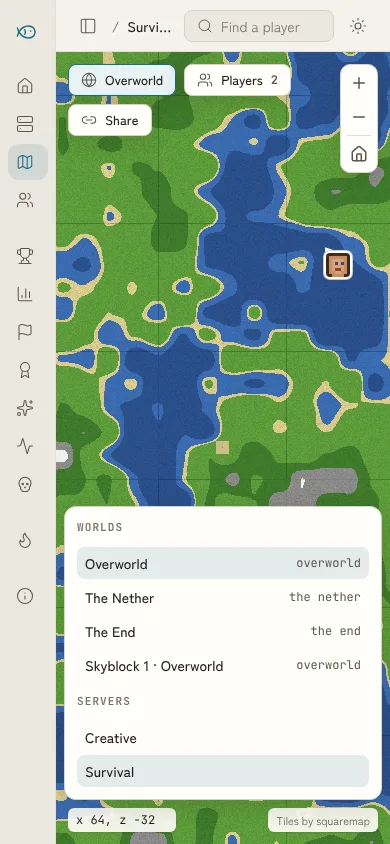 / Survi...
Find a player
Overworld
Players 2
Share
WORLDS
Overworld overworld
The Nether the nether
The End the end
Skyblock 1 · Overworld overworld
SERVERS
Creative
Survival
x 64, z -32
Tiles by squaremap